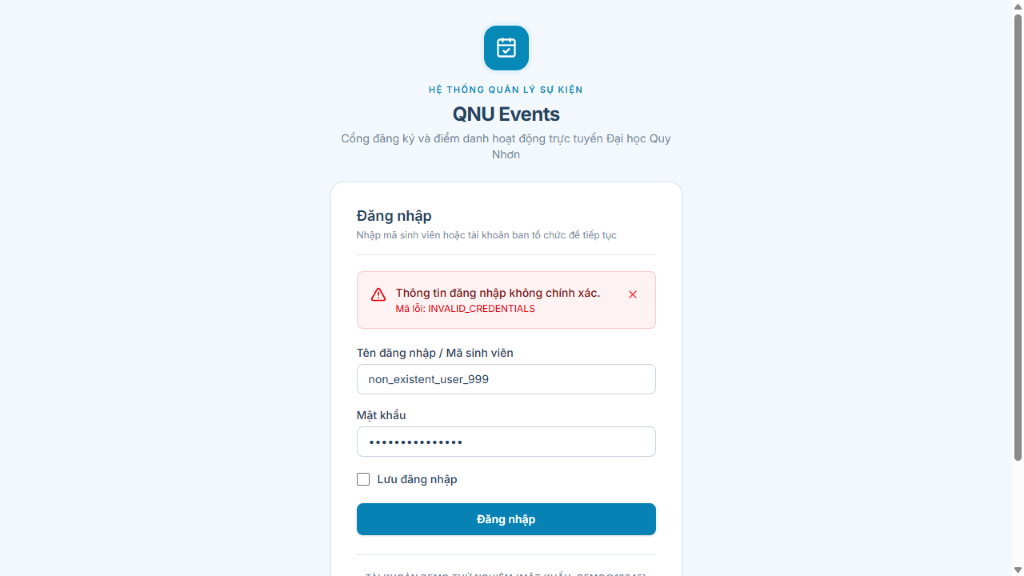 HỆ THỐNG QUẢN LÝ SỰ KIỆN
QNU Events
Cổng đăng ký và điểm danh hoạt động trực tuyến Đại học Quy
Nhơn
Đăng nhập
Nhập mã sinh viên hoặc tài khoản ban tổ chức để tiếp tục
Thông tin đăng nhập không chính xác.
Mã lỗi: INVALID_CREDENTIALS
Tên đăng nhập / Mã sinh viên
non_existent_user_999
Mật khẩu
•••••••••••••••
Lưu đăng nhập
Đăng nhập